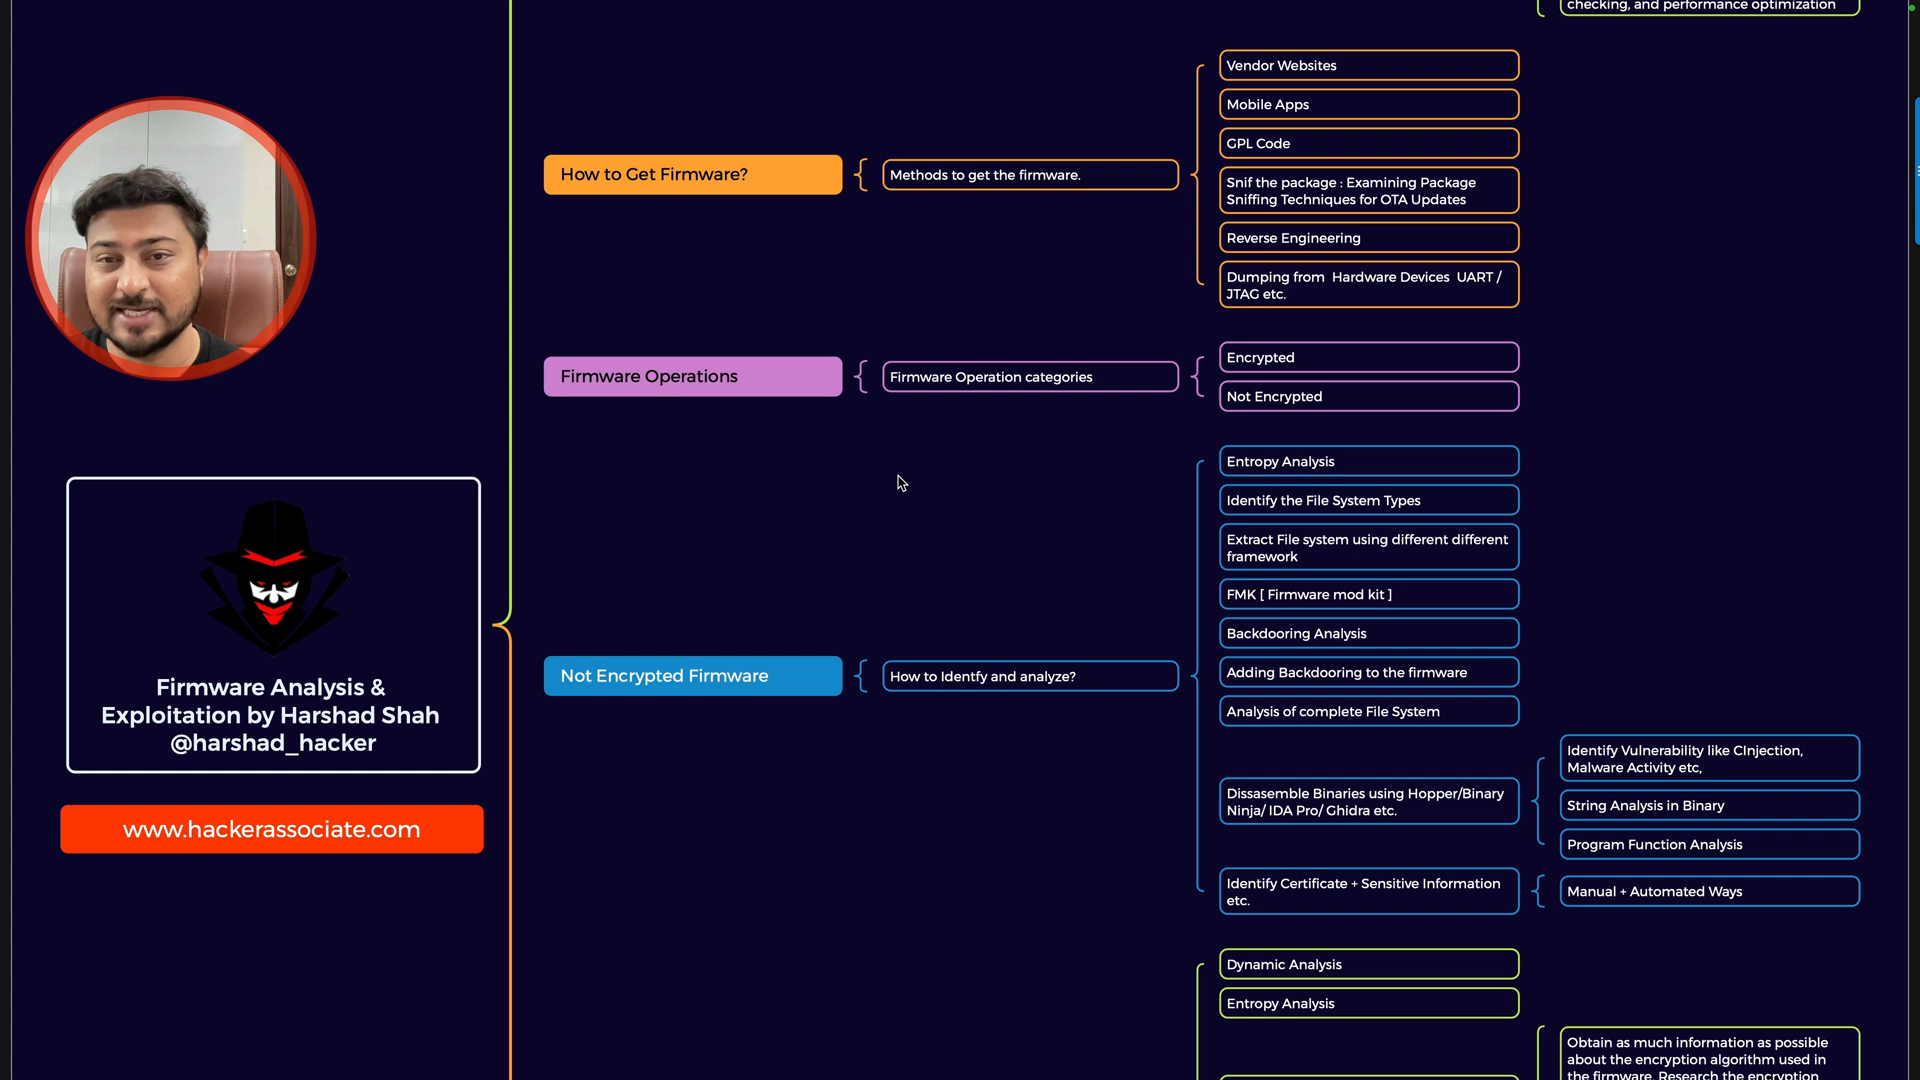 checking, and performance optimization
Vendor Websites
Mobile Apps
GPL Code
How to Get Firmware?
Methods to get the firmware.
Snif the package : Examining Package
Sniffing Techniques for OTA Updates
Reverse Engineering
Dumping from  Hardware Devices  UART /
JTAG etc.
Firmware Operations
Firmware Operation categories
Encrypted
Not Encrypted
Entropy Analysis
Identify the File System Types
Extract File system using different different
framework
FMK [ Firmware mod kit ]
Backdooring Analysis
Not Encrypted Firmware
How to Identify and analyze?
Adding Backdooring to the firmware
Analysis of complete File System
Dissasemble Binaries using Hopper/Binary
Ninja/ IDA Pro/ Ghidra etc.
Identify Vulnerability like CInjection,
Malware Activity etc,
String Analysis in Binary
Program Function Analysis
Identify Certificate + Sensitive Information
etc.
Manual + Automated Ways
Firmware Analysis &
Exploitation by Harshad Shah
@harshad_hacker
www.hackerassociate.com
Dynamic Analysis
Entropy Analysis
Obtain as much information as possible
about the encryption algorithm used in
the firmware. Research the encryption